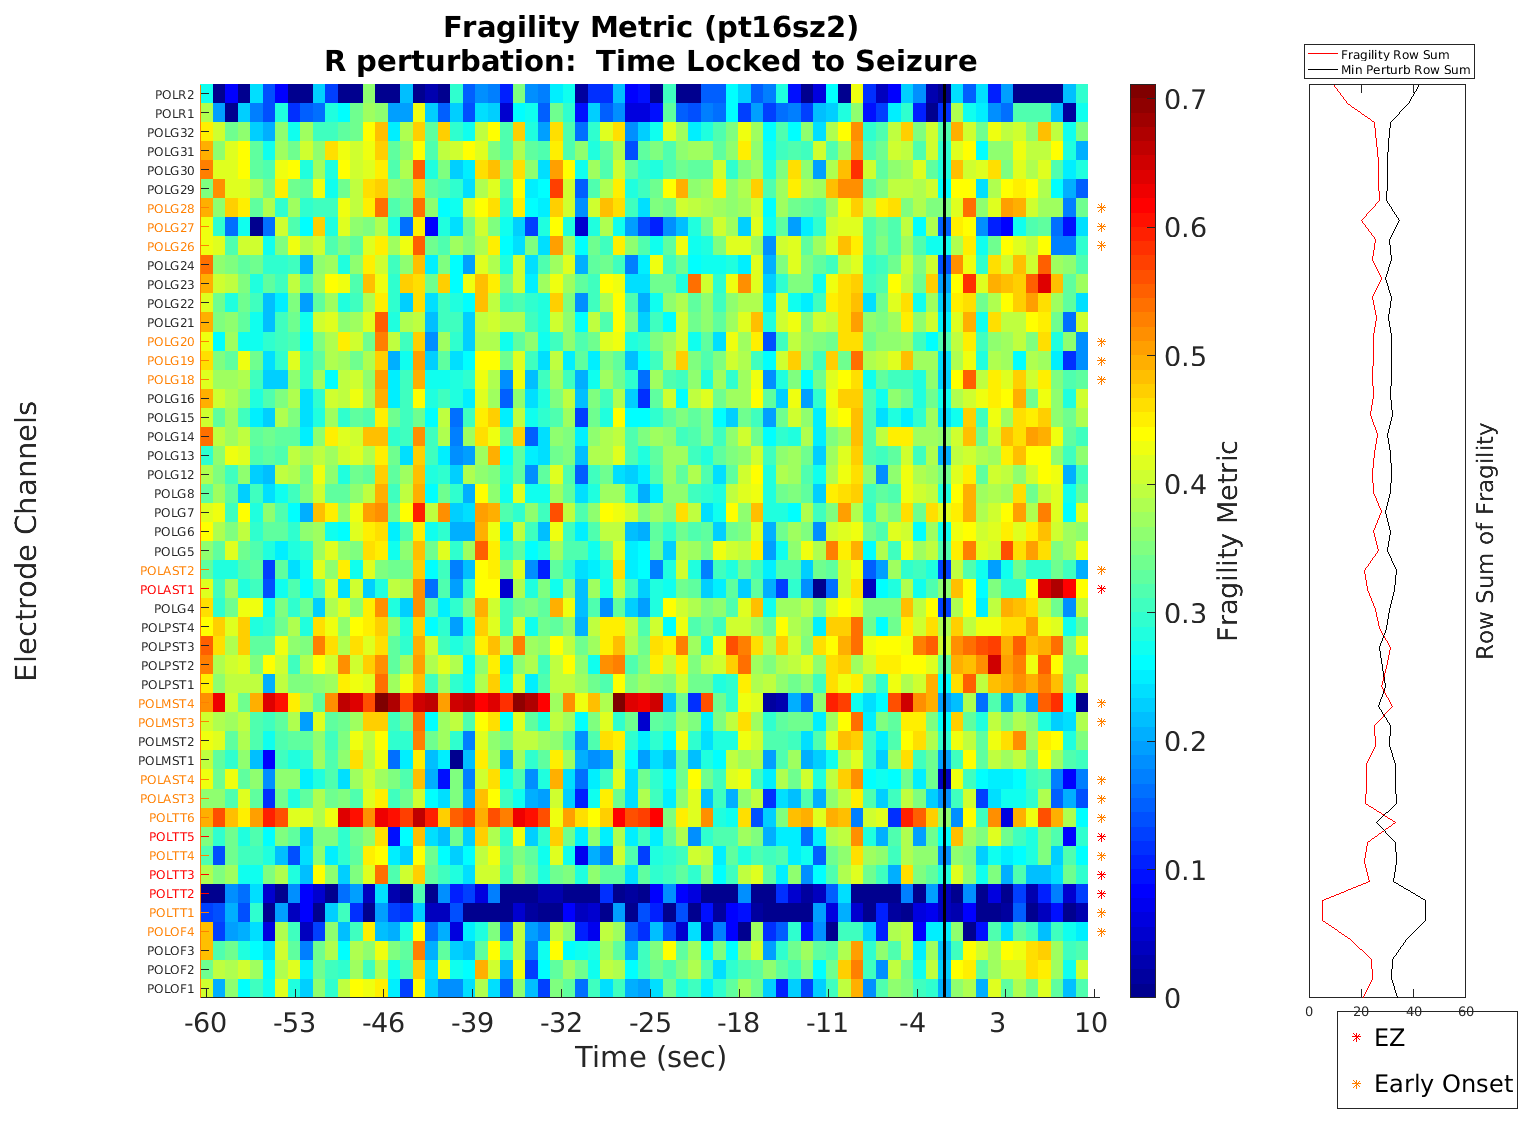 Fragility Metric (pt16sz2)
R perturbation:  Time Locked to Seizure
Electrode Channels
POLR2
POLR1
POLG32
POLG31
POLG30
POLG29
POLG28
POLG27
POLG26
POLG24
POLG23
POLG22
POLG21
POLG20
POLG19
POLG18
POLG16
POLG15
POLG14
POLG13
POLG12
POLG8
POLG7
POLG6
POLG5
POLAST2
POLAST1
POLG4
POLPST4
POLPST3
POLPST2
POLPST1
POLMST4
POLMST3
POLMST2
POLMST1
POLAST4
POLAST3
POLTT6
POLTT5
POLTT4
POLTT3
POLTT2
POLTT1
POLOF4
POLOF3
POLOF2
POLOF1
-60 -53 -46 -39 -32 -25 -18 -11 -4 3 10
Time (sec)
0.7
0.6
0.5
0.4
0.3
0.2
0.1
0
Fragility Metric
Fragility Row Sum
Min Perturb Row Sum
0 20 40 60
Row Sum of Fragility
EZ
Early Onset